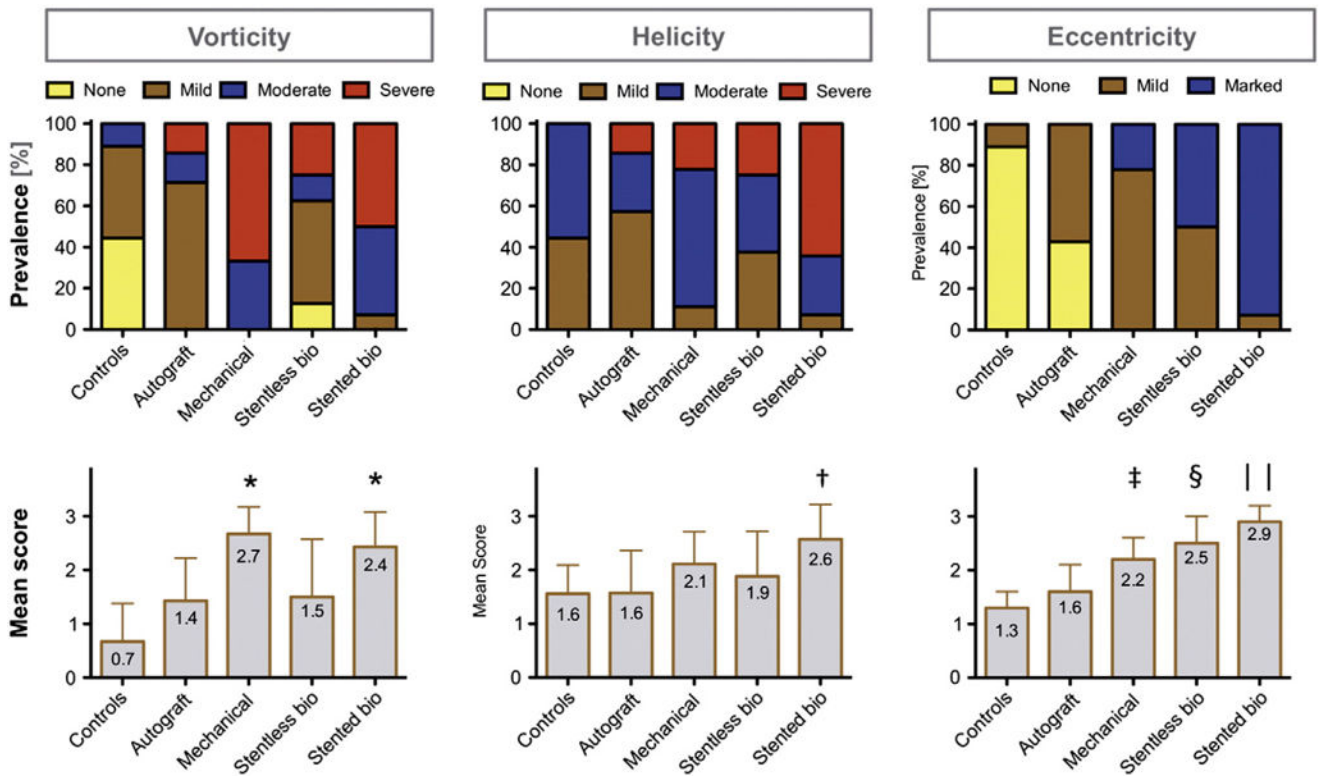 Vorticity
Helicity
Eccentricity
None Mild Moderate Severe
None Mild Moderate Severe
None Mild Marked
Prevalence [%]
100
80
60
40
20
0
Controls
Autograft
Mechanical
Stentless bio
Stented bio
Prevalence [%]
100
80
60
40
20
0
Controls
Autograft
Mechanical
Stentless bio
Stented bio
Prevalence [%]
100
80
60
40
20
0
Controls
Autograft
Mechanical
Stentless bio
Stented bio
Mean score
3
2
1
0
* *
0.7 1.4 2.7 1.5 2.4
Controls
Autograft
Mechanical
Stentless bio
Stented bio
Mean Score
3
2
1
0
†
1.6 1.6 2.1 1.9 2.6
Controls
Autograft
Mechanical
Stentless bio
Stented bio
Mean score
3
2
1
0
‡ § ||
1.3 1.6 2.2 2.5 2.9
Controls
Autograft
Mechanical
Stentless bio
Stented bio